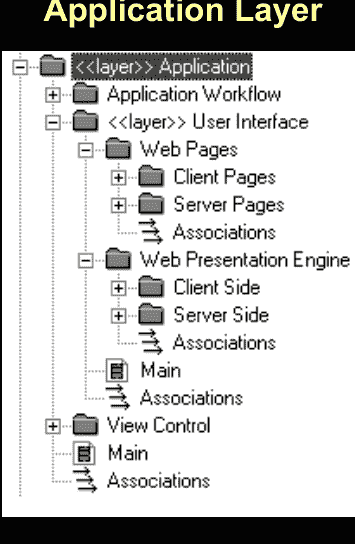 Application Layer
<<layer>> Application
Application Workflow
<<layer>> User Interface
Web Pages
Client Pages
Server Pages
Associations
Web Presentation Engine
Client Side
Server Side
Associations
Main
Associations
View Control
Main
Associations